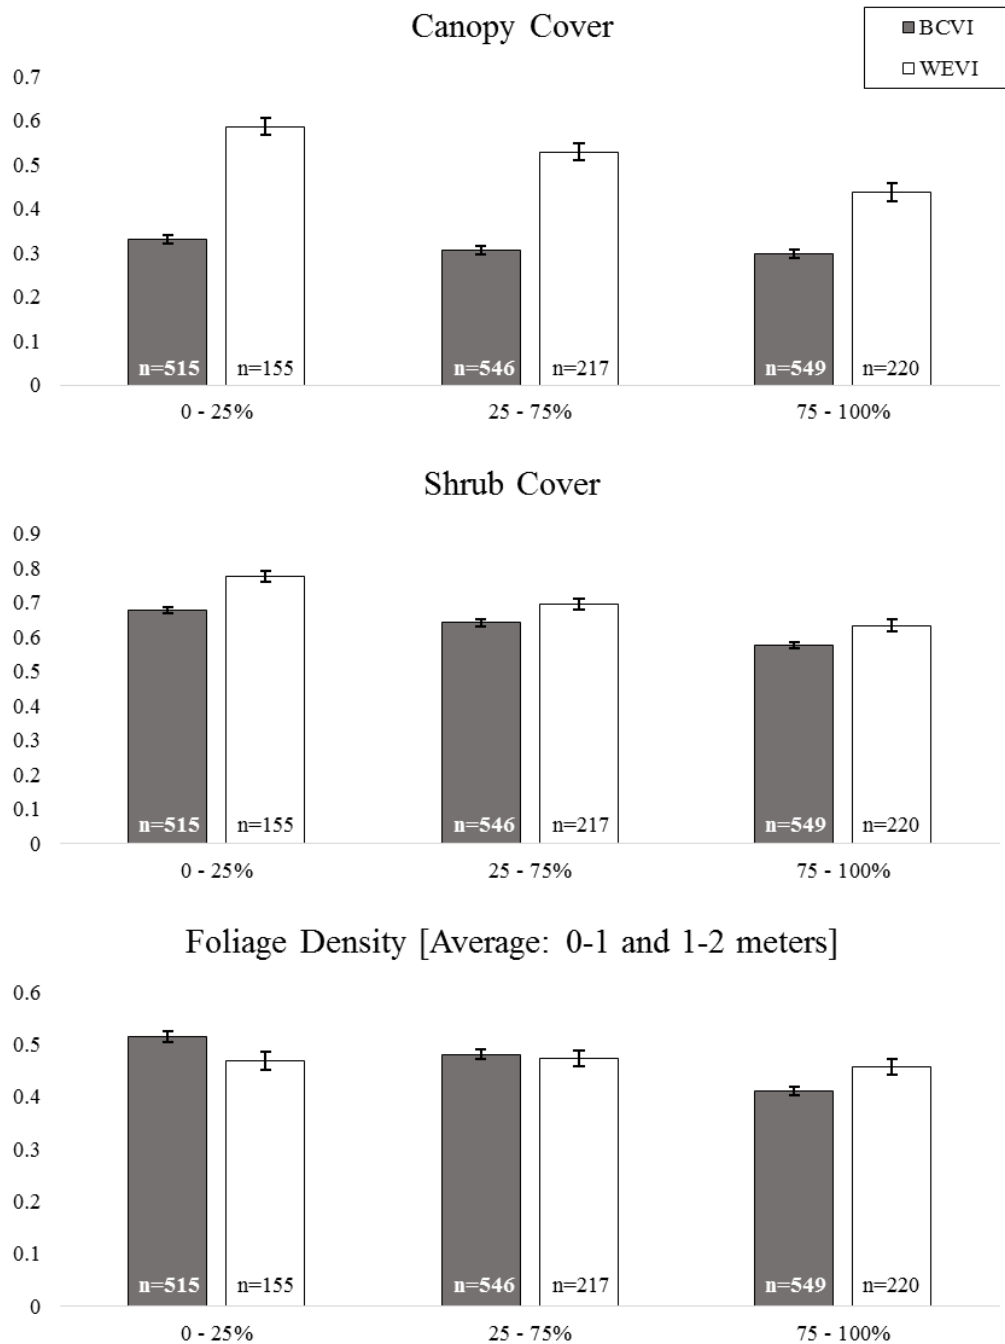 Canopy Cover
BCVI
WEVI
0.7
0.6
0.5
0.4
0.3
0.2
0.1
0
n=515 n=155 n=546 n=217 n=549 n=220
0 - 25% 25 - 75% 75 - 100%
Shrub Cover
0.9
0.8
0.7
0.6
0.5
0.4
0.3
0.2
0.1
0
n=515 n=155 n=546 n=217 n=549 n=220
0 - 25% 25 - 75% 75 - 100%
Foliage Density [Average: 0-1 and 1-2 meters]
0.6
0.5
0.4
0.3
0.2
0.1
0
n=515 n=155 n=546 n=217 n=549 n=220
0 - 25% 25 - 75% 75 - 100%